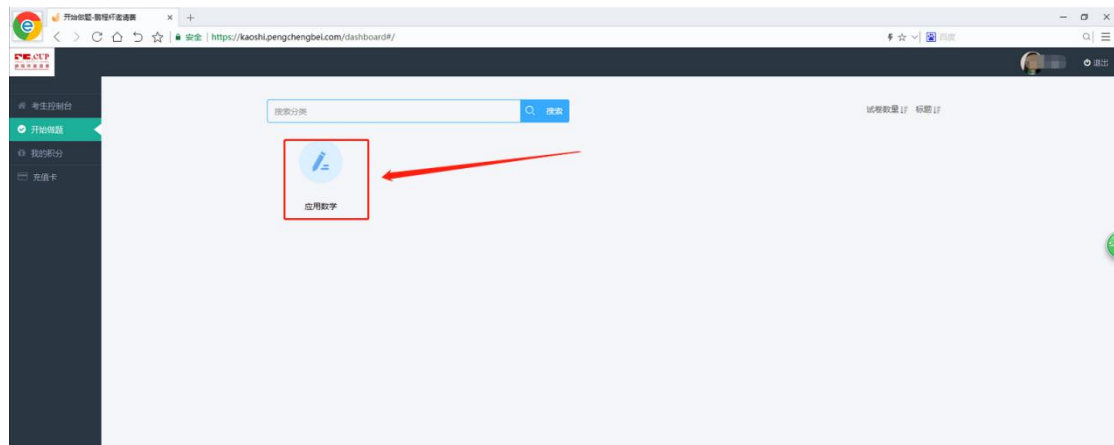 开始做题-鹏程杯邀请赛
安全 | https://kaoshi.pengchengbei.com/dashboard#/
百度
CUP
退出
考生控制台
开始做题
我的积分
充值卡
搜索分类
搜索
试卷数量 标题
应用数学